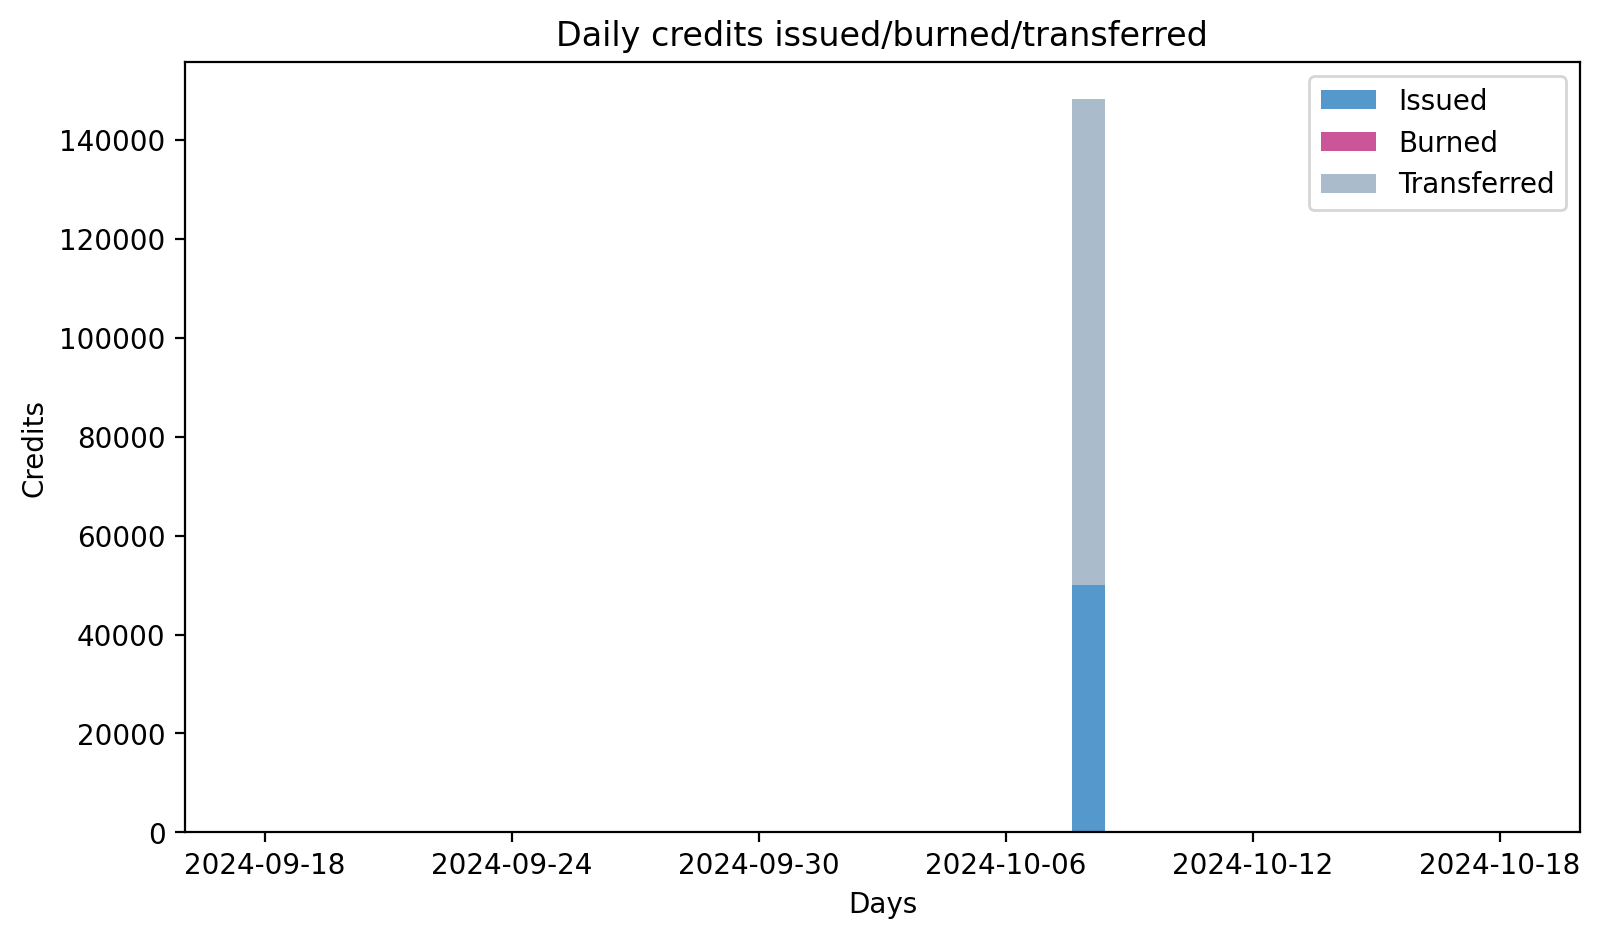 Daily credits issued/burned/transferred
Issued
Burned
Transferred
140000
120000
100000
80000
60000
40000
20000
0
Credits
2024-09-18 2024-09-24 2024-09-30 2024-10-06 2024-10-12 2024-10-18
Days